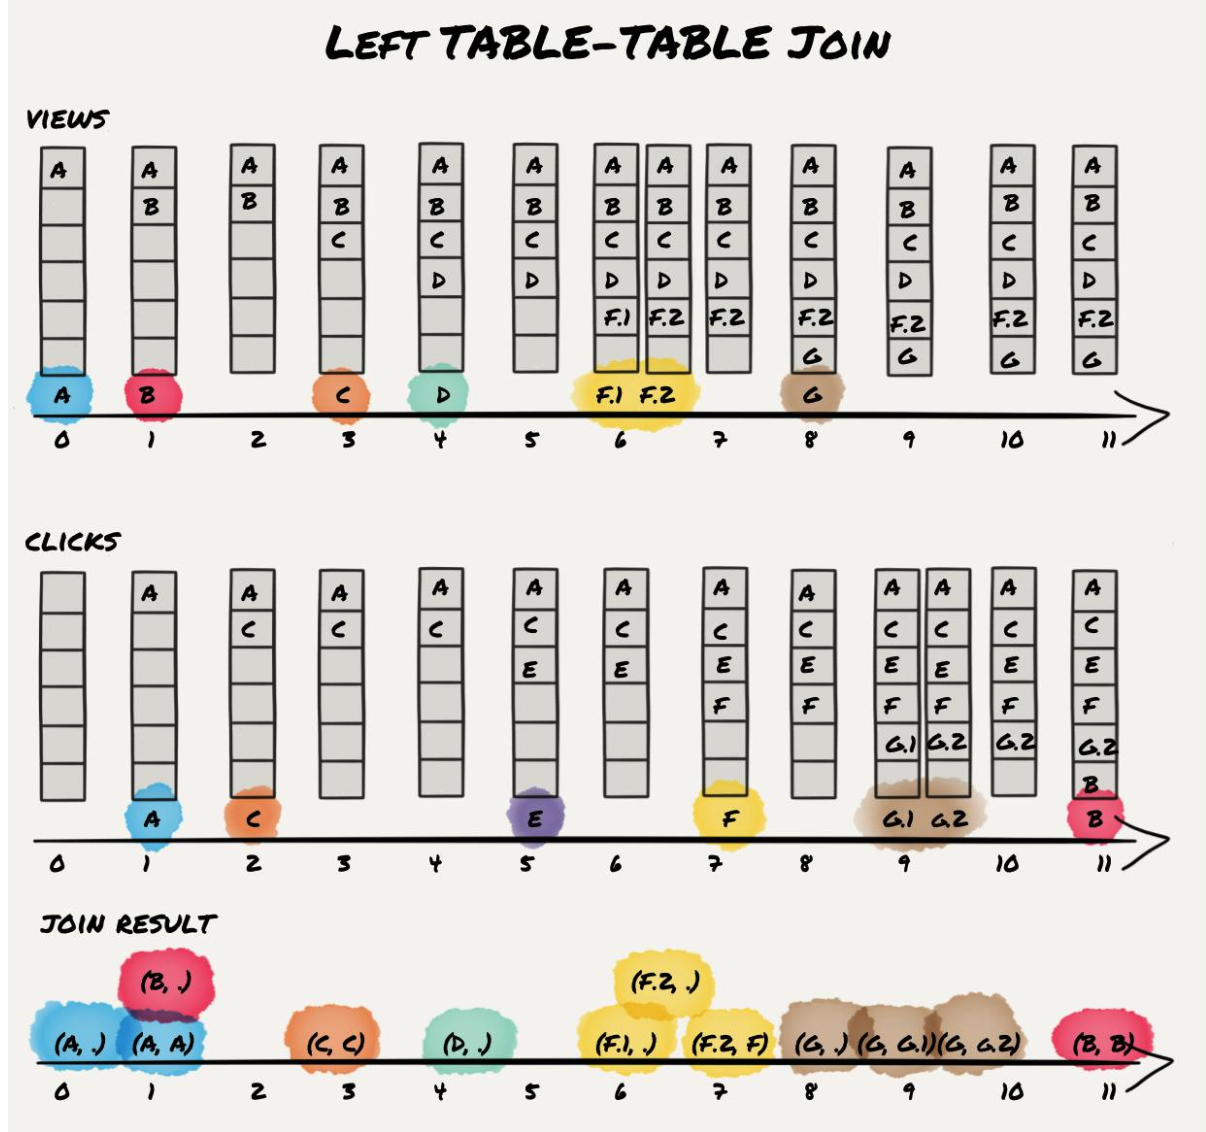 LEFT TABLE-TABLE JOIN
VIEWS
A A A A A A A A A A A A A
B B B B B B B B B B B B
C C C C C C C C C C
D D D D D D D D D
F.1 F.2 F.2 F.2 F.2 F.2 F.2
G G G G
A B C D F.1 F.2 G
0 1 2 3 4 5 6 7 8 9 10 11
CLICKS
A A A A A A A A A A A A
C C C C C C C C C C C
E E E E E E E E
F F F F F F
G.1 G.2 G.2 G.2
B
A C E F G.1 G.2 B
0 1 2 3 4 5 6 7 8 9 10 11
JOIN RESULT
(B, .) (F.2, .)
(A, .) (A, A) (C, C) (D, .) (F.1, .) (F.2, F) (G, .) (G, G.1) (G, G.2) (B, B)
0 1 2 3 4 5 6 7 8 9 10 11